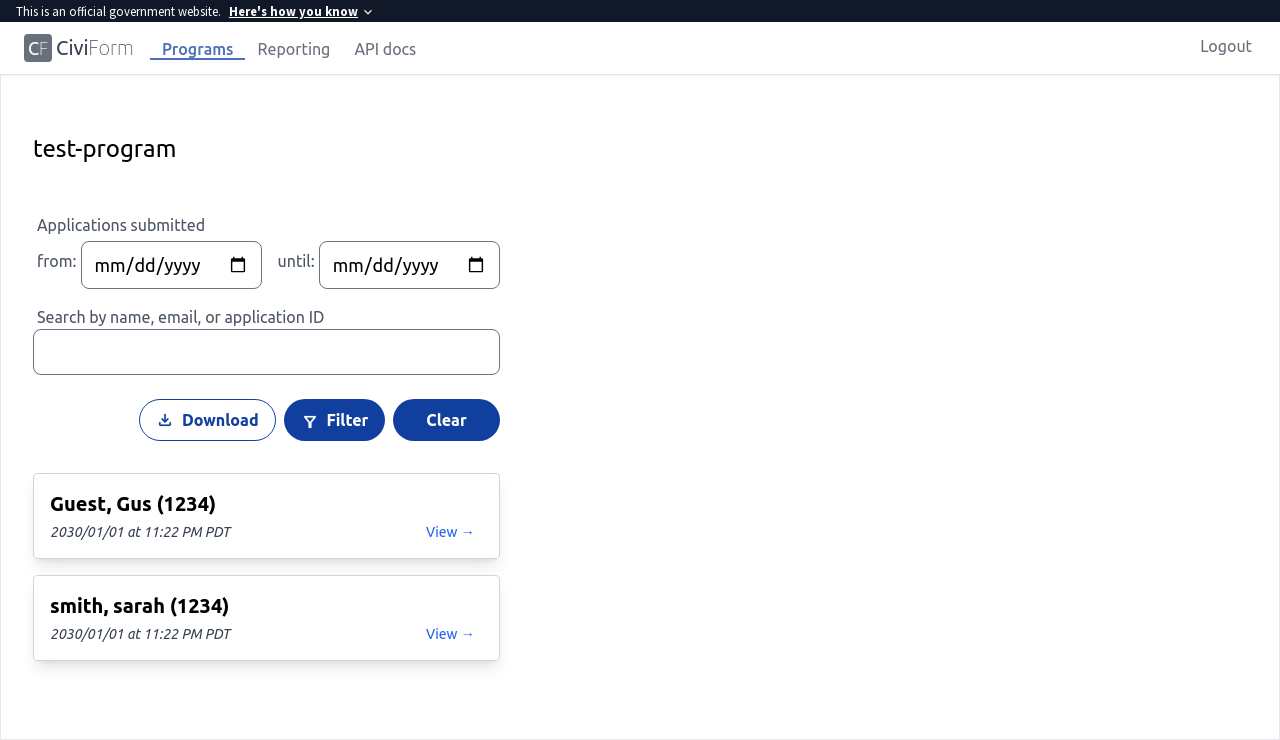 This is an official government website. Here's how you know
CF CiviForm Programs Reporting API docs Logout
test-program
Applications submitted
from: mm/dd/yyyy until: mm/dd/yyyy
Search by name, email, or application ID
Download Filter Clear
Guest, Gus (1234)
2030/01/01 at 11:22 PM PDT View →
smith, sarah (1234)
2030/01/01 at 11:22 PM PDT View →